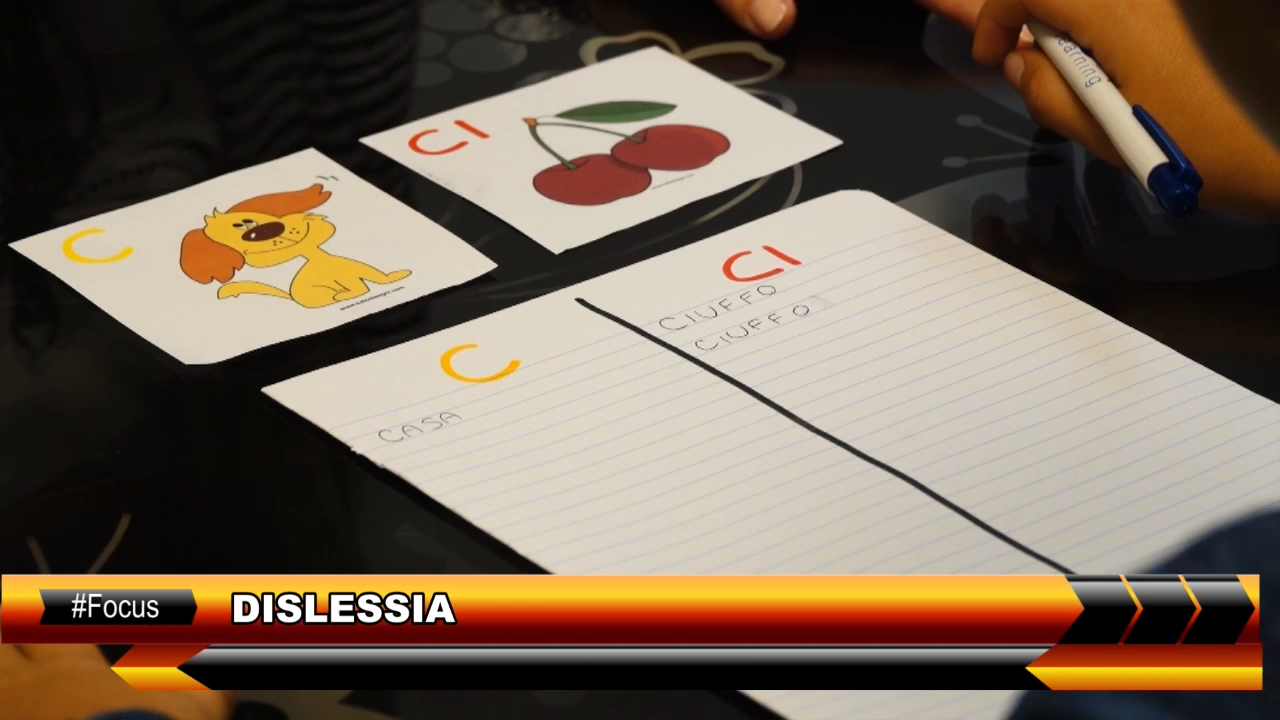 CI
C
CI
CIUFFO
CIUFFO
C
CASA
#Focus
DISLESSIA